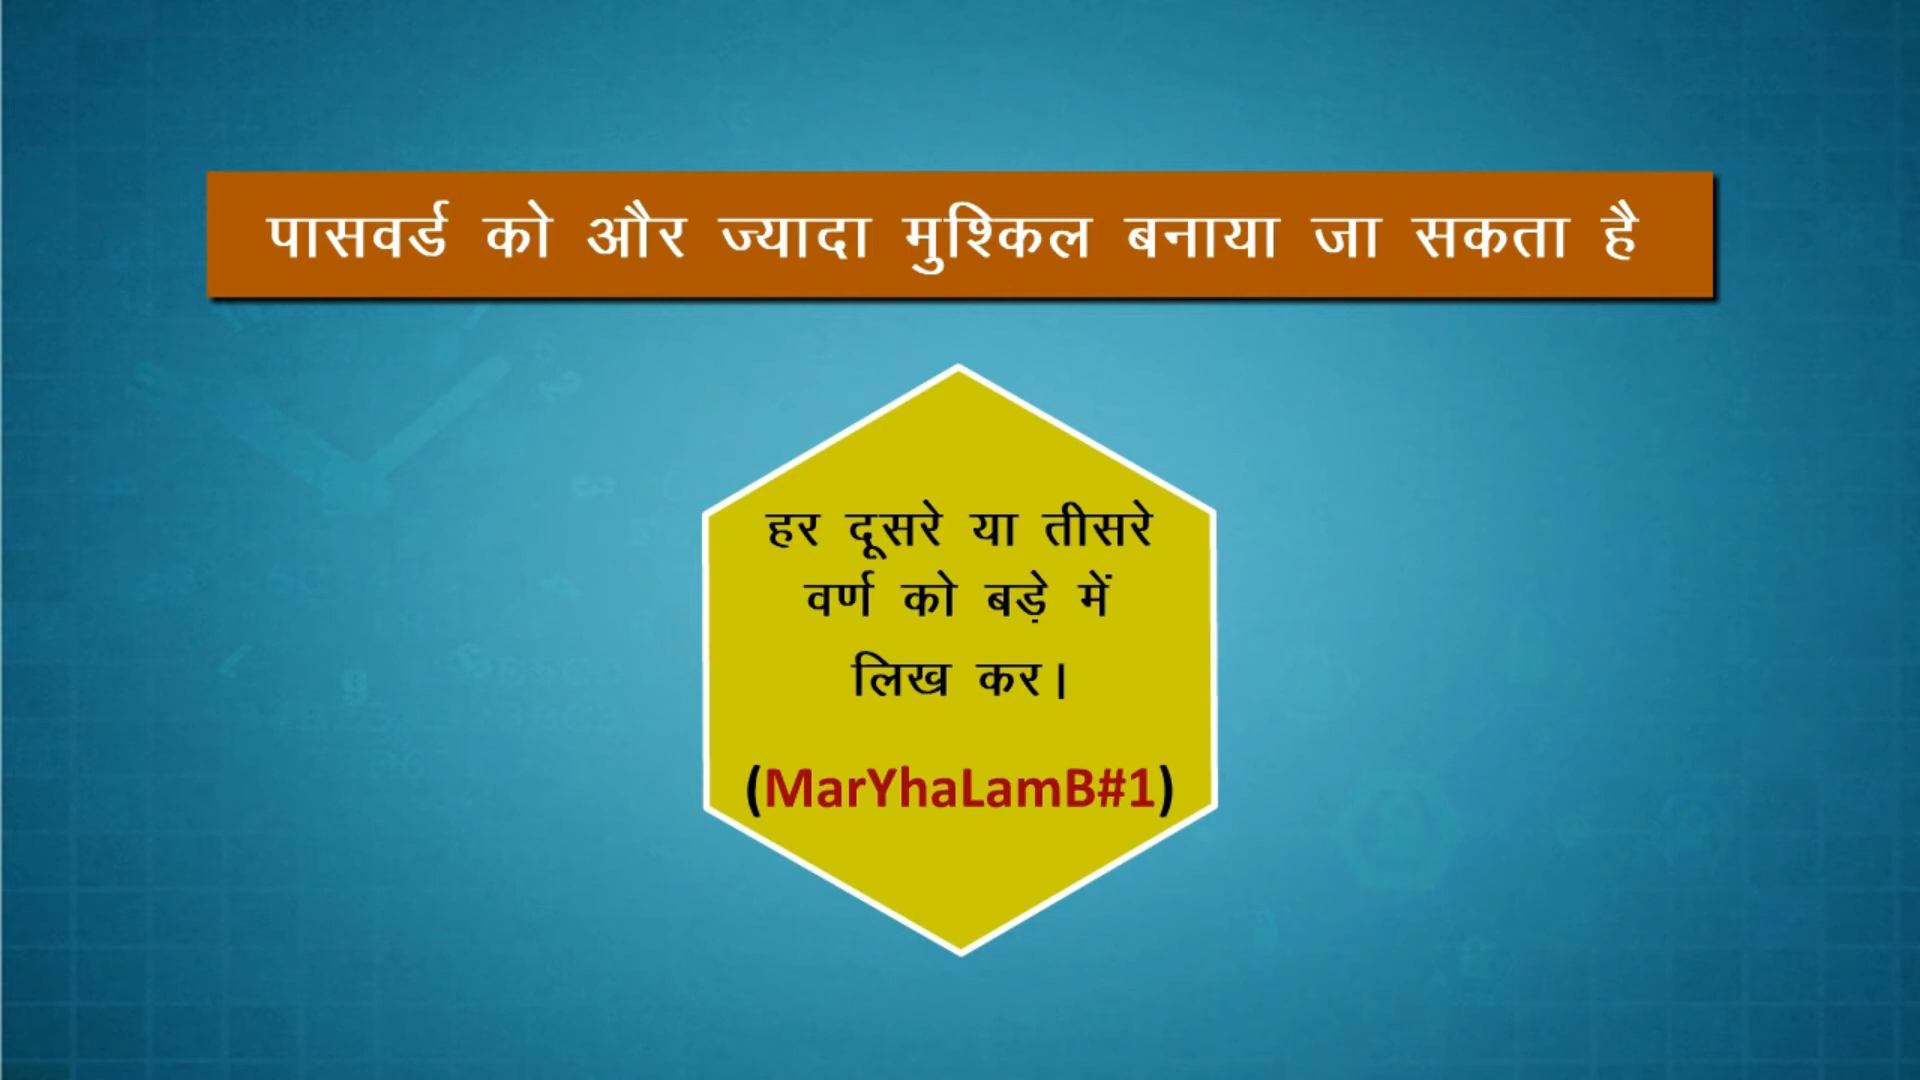 पासवर्ड को और ज्यादा मुश्किल बनाया जा सकता है
हर दूसरे या तीसरे
वर्ण को बड़े में
लिख कर।
(MarYhaLamB#1)